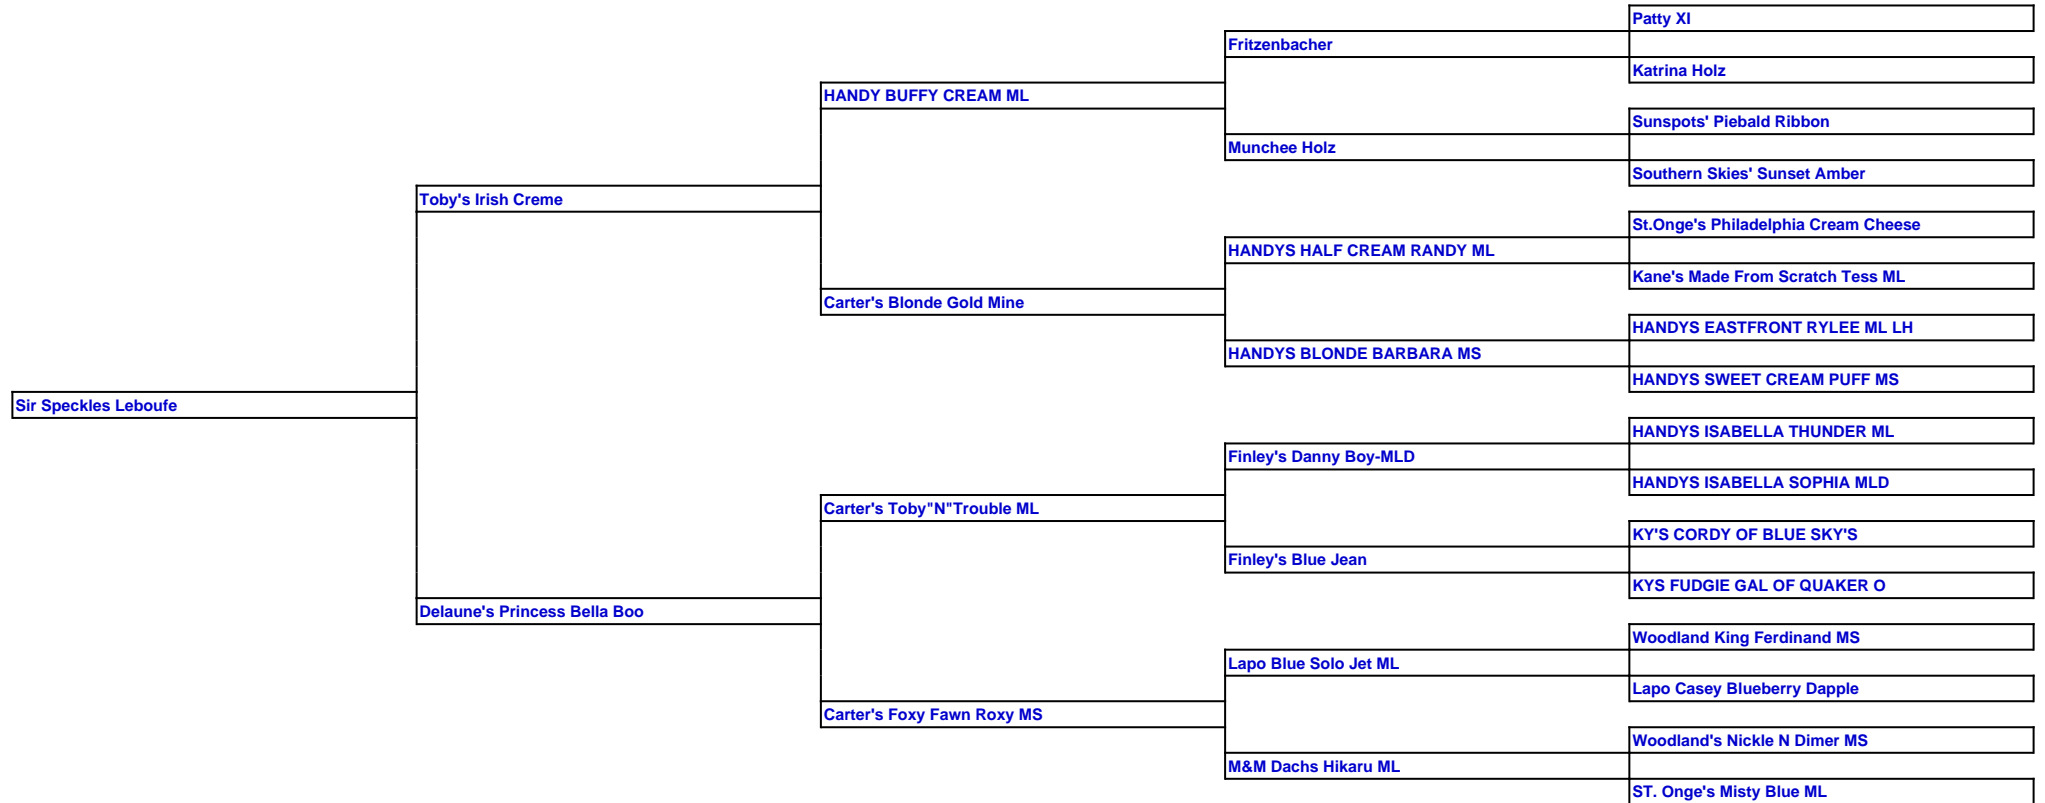 Patty XI
Fritzenbacher
Katrina Holz
HANDY BUFFY CREAM ML
Sunspots' Piebald Ribbon
Munchee Holz
Southern Skies' Sunset Amber
Toby's Irish Creme
St.Onge's Philadelphia Cream Cheese
HANDYS HALF CREAM RANDY ML
Kane's Made From Scratch Tess ML
Carter's Blonde Gold Mine
HANDYS EASTFRONT RYLEE ML LH
HANDYS BLONDE BARBARA MS
HANDYS SWEET CREAM PUFF MS
Sir Speckles Leboufe
HANDYS ISABELLA THUNDER ML
Finley's Danny Boy-MLD
HANDYS ISABELLA SOPHIA MLD
Carter's Toby"N"Trouble ML
KY'S CORDY OF BLUE SKY'S
Finley's Blue Jean
KYS FUDGIE GAL OF QUAKER O
Delaune's Princess Bella Boo
Woodland King Ferdinand MS
Lapo Blue Solo Jet ML
Lapo Casey Blueberry Dapple
Carter's Foxy Fawn Roxy MS
Woodland's Nickle N Dimer MS
M&M Dachs Hikaru ML
ST. Onge's Misty Blue ML